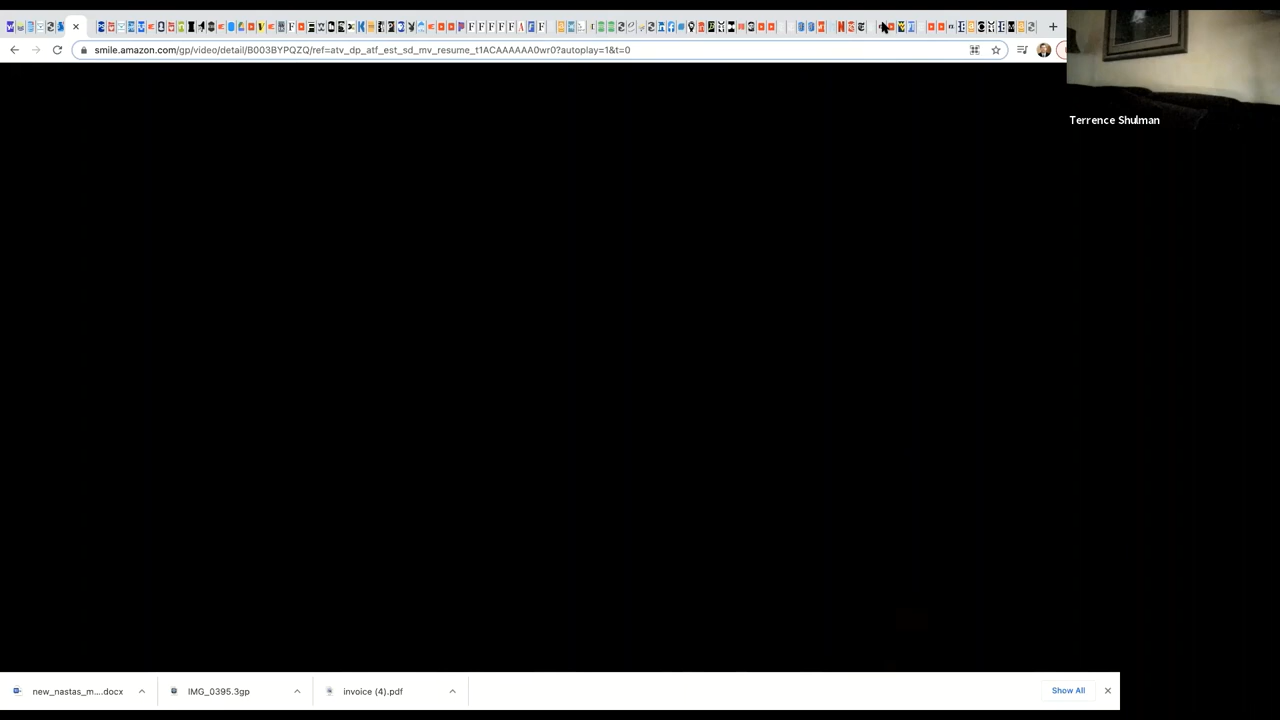 smile.amazon.com/gp/video/detail/B003BYPQZQ/ref=atv_dp_atf_est_sd_mv_resume_t1ACAAAAAA0wr0?autoplay=1&t=0
Terrence Shulman
new_nastas_m....docx
IMG_0395.3gp
invoice (4).pdf
Show All